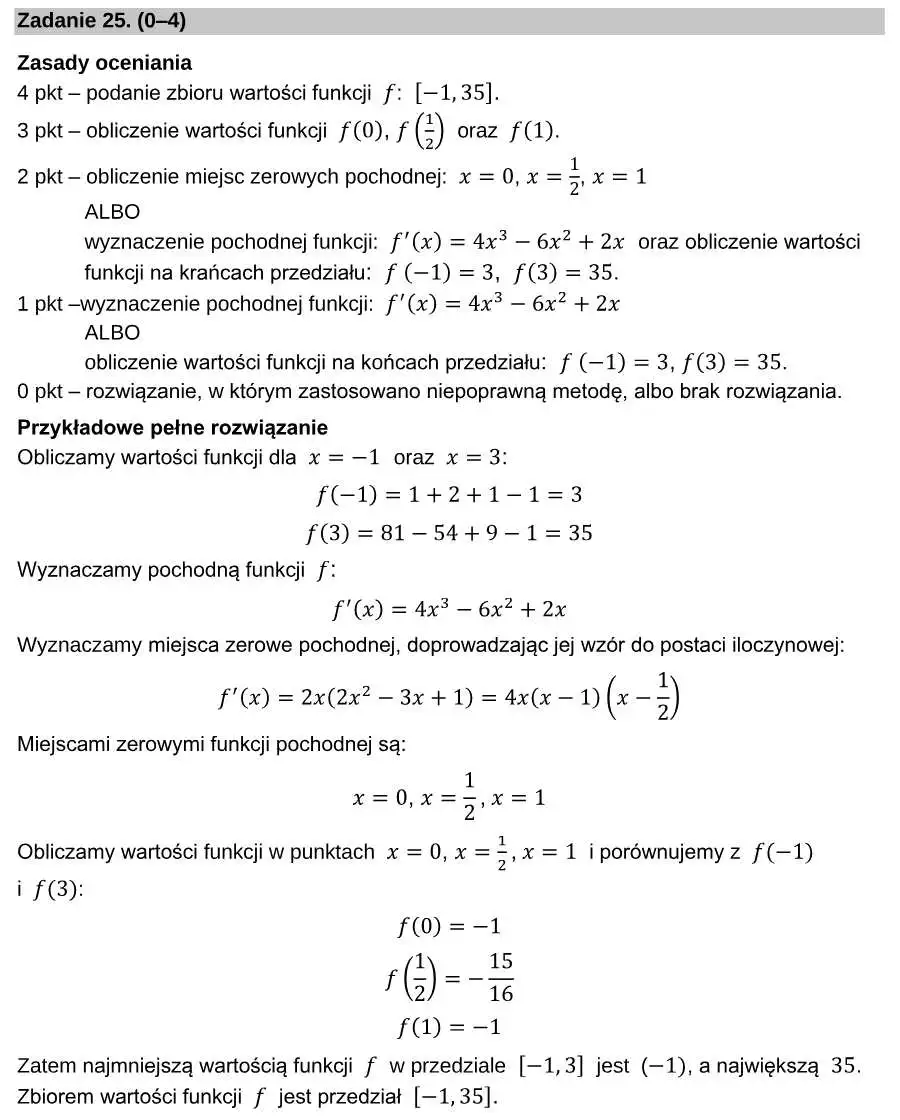 Zadanie 25. (0–4)
Zasady oceniania
4 pkt – podanie zbioru wartości funkcji f: [−1, 35].
3 pkt – obliczenie wartości funkcji f(0), f(1/2) oraz f(1).
2 pkt – obliczenie miejsc zerowych pochodnej: x = 0, x = 1/2, x = 1
ALBO
wyznaczenie pochodnej funkcji: f′(x) = 4x³ − 6x² + 2x oraz obliczenie wartości
funkcji na krańcach przedziału: f (−1) = 3, f(3) = 35.
1 pkt –wyznaczenie pochodnej funkcji: f′(x) = 4x³ − 6x² + 2x
ALBO
obliczenie wartości funkcji na końcach przedziału: f (−1) = 3, f(3) = 35.
0 pkt – rozwiązanie, w którym zastosowano niepoprawną metodę, albo brak rozwiązania.
Przykładowe pełne rozwiązanie
Obliczamy wartości funkcji dla x = −1 oraz x = 3:
f(−1) = 1 + 2 + 1 − 1 = 3
f(3) = 81 − 54 + 9 − 1 = 35
Wyznaczamy pochodną funkcji f:
f′(x) = 4x³ − 6x² + 2x
Wyznaczamy miejsca zerowe pochodnej, doprowadzając jej wzór do postaci iloczynowej:
f′(x) = 2x(2x² − 3x + 1) = 4x(x − 1)(x − 1/2)
Miejscami zerowymi funkcji pochodnej są:
x = 0, x = 1/2, x = 1
Obliczamy wartości funkcji w punktach x = 0, x = 1/2, x = 1 i porównujemy z f(−1)
i f(3):
f(0) = −1
f(1/2) = −15/16
f(1) = −1
Zatem najmniejszą wartością funkcji f w przedziale [−1, 3] jest (−1), a największą 35.
Zbiorem wartości funkcji f jest przedział [−1, 35].